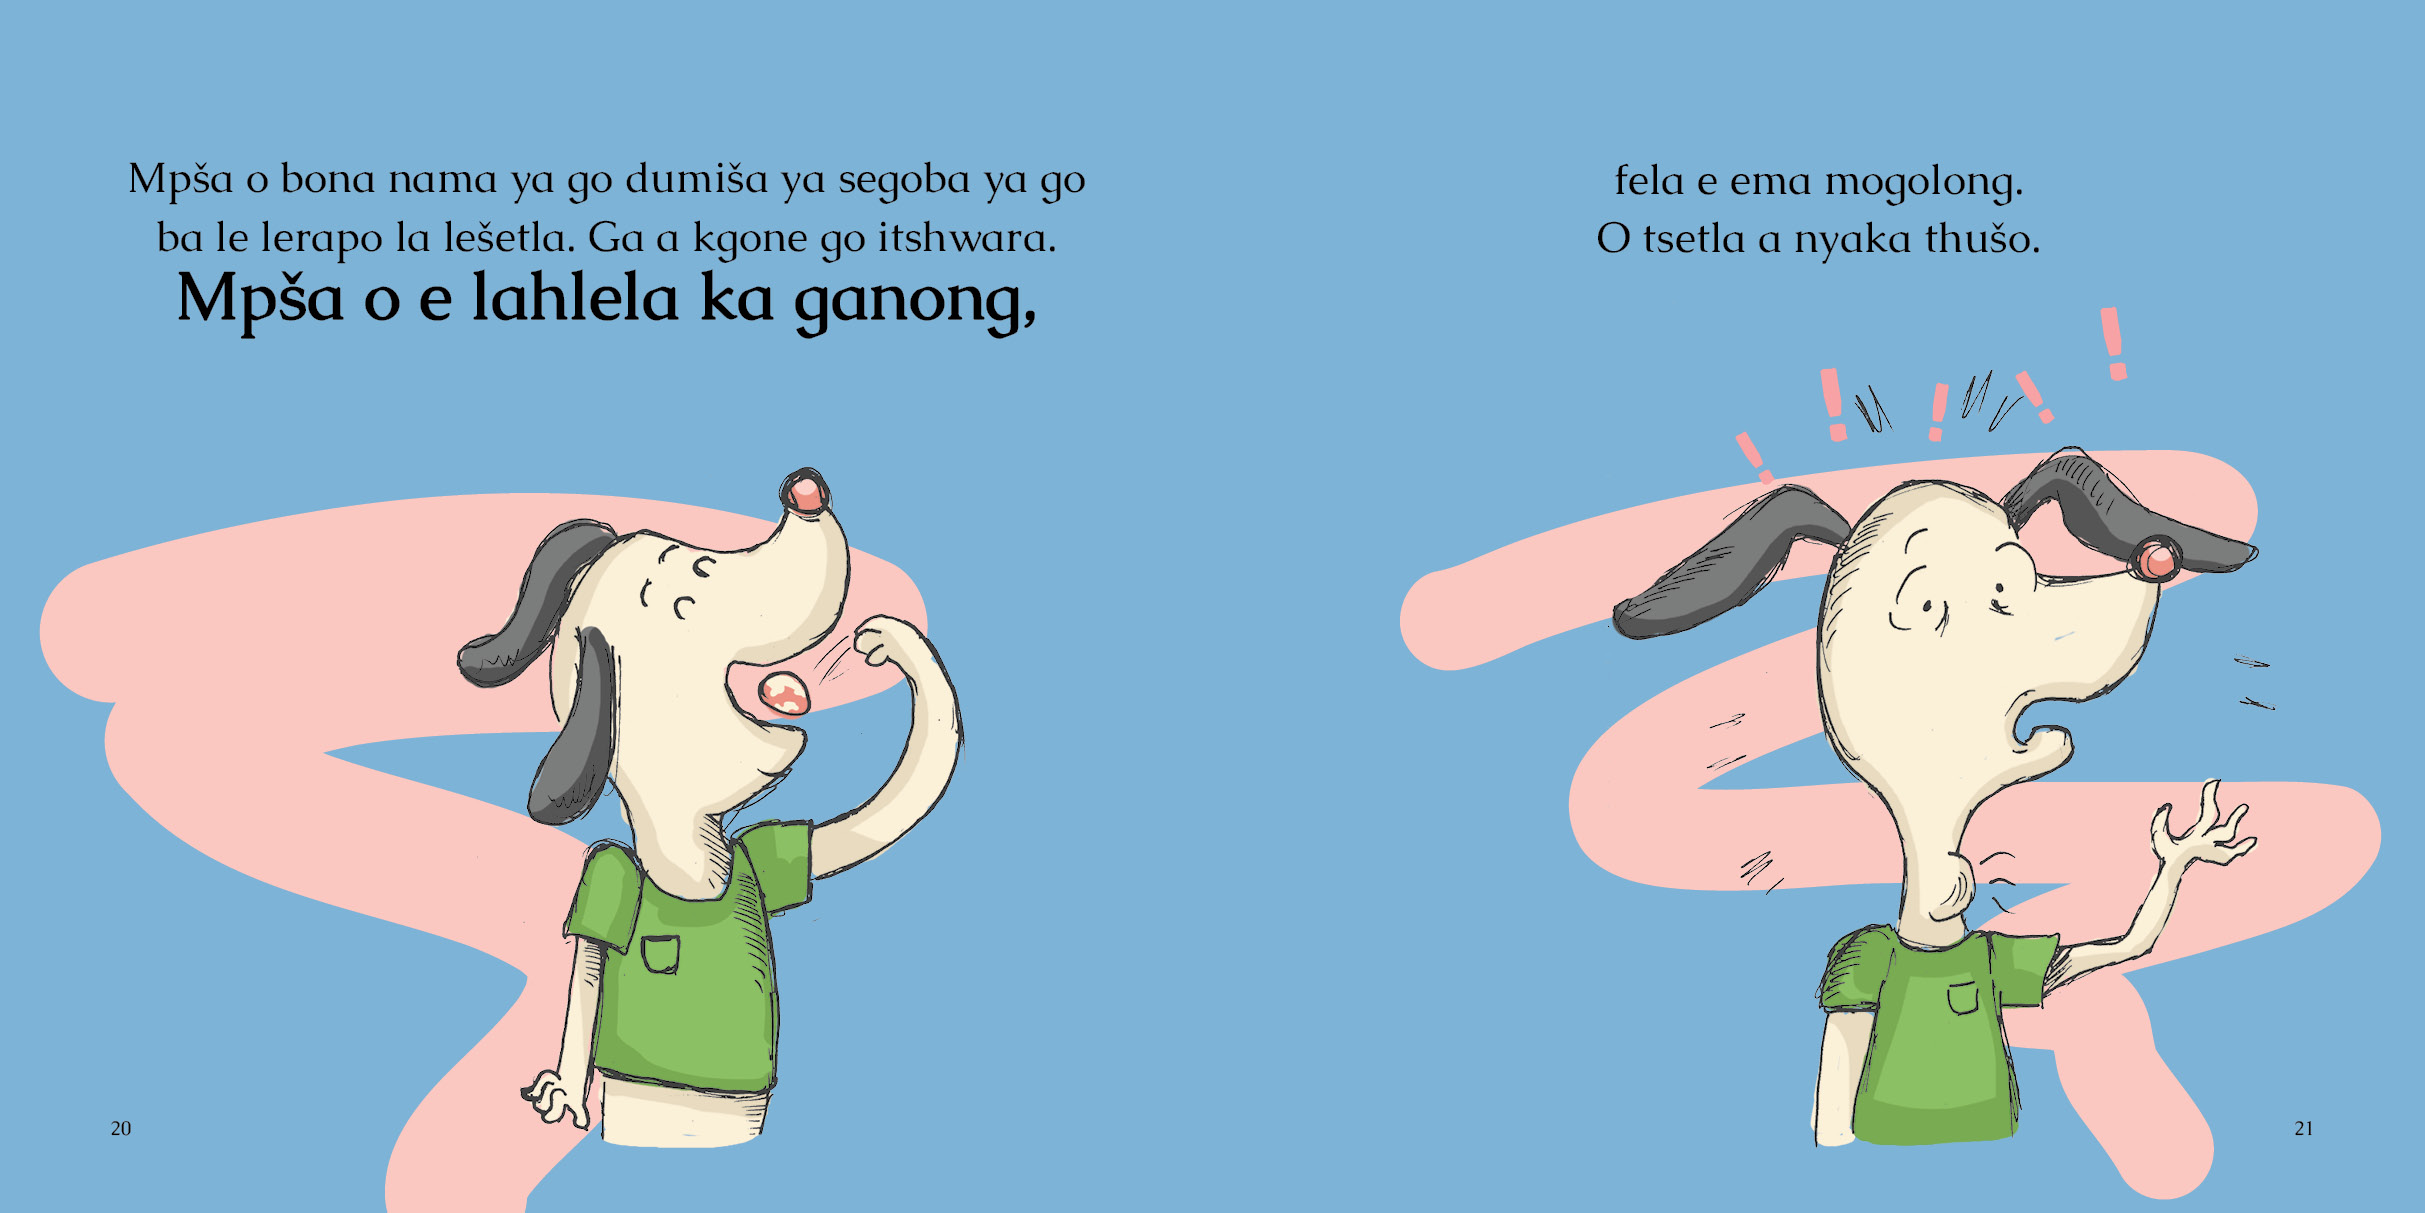 Mpša o bona nama ya go dumiša ya segoba ya go
ba le lerapo la lešetla. Ga a kgone go itshwara.
Mpša o e lahlela ka ganong,
fela e ema mogolong.
O tsetla a nyaka thušo.
20
21